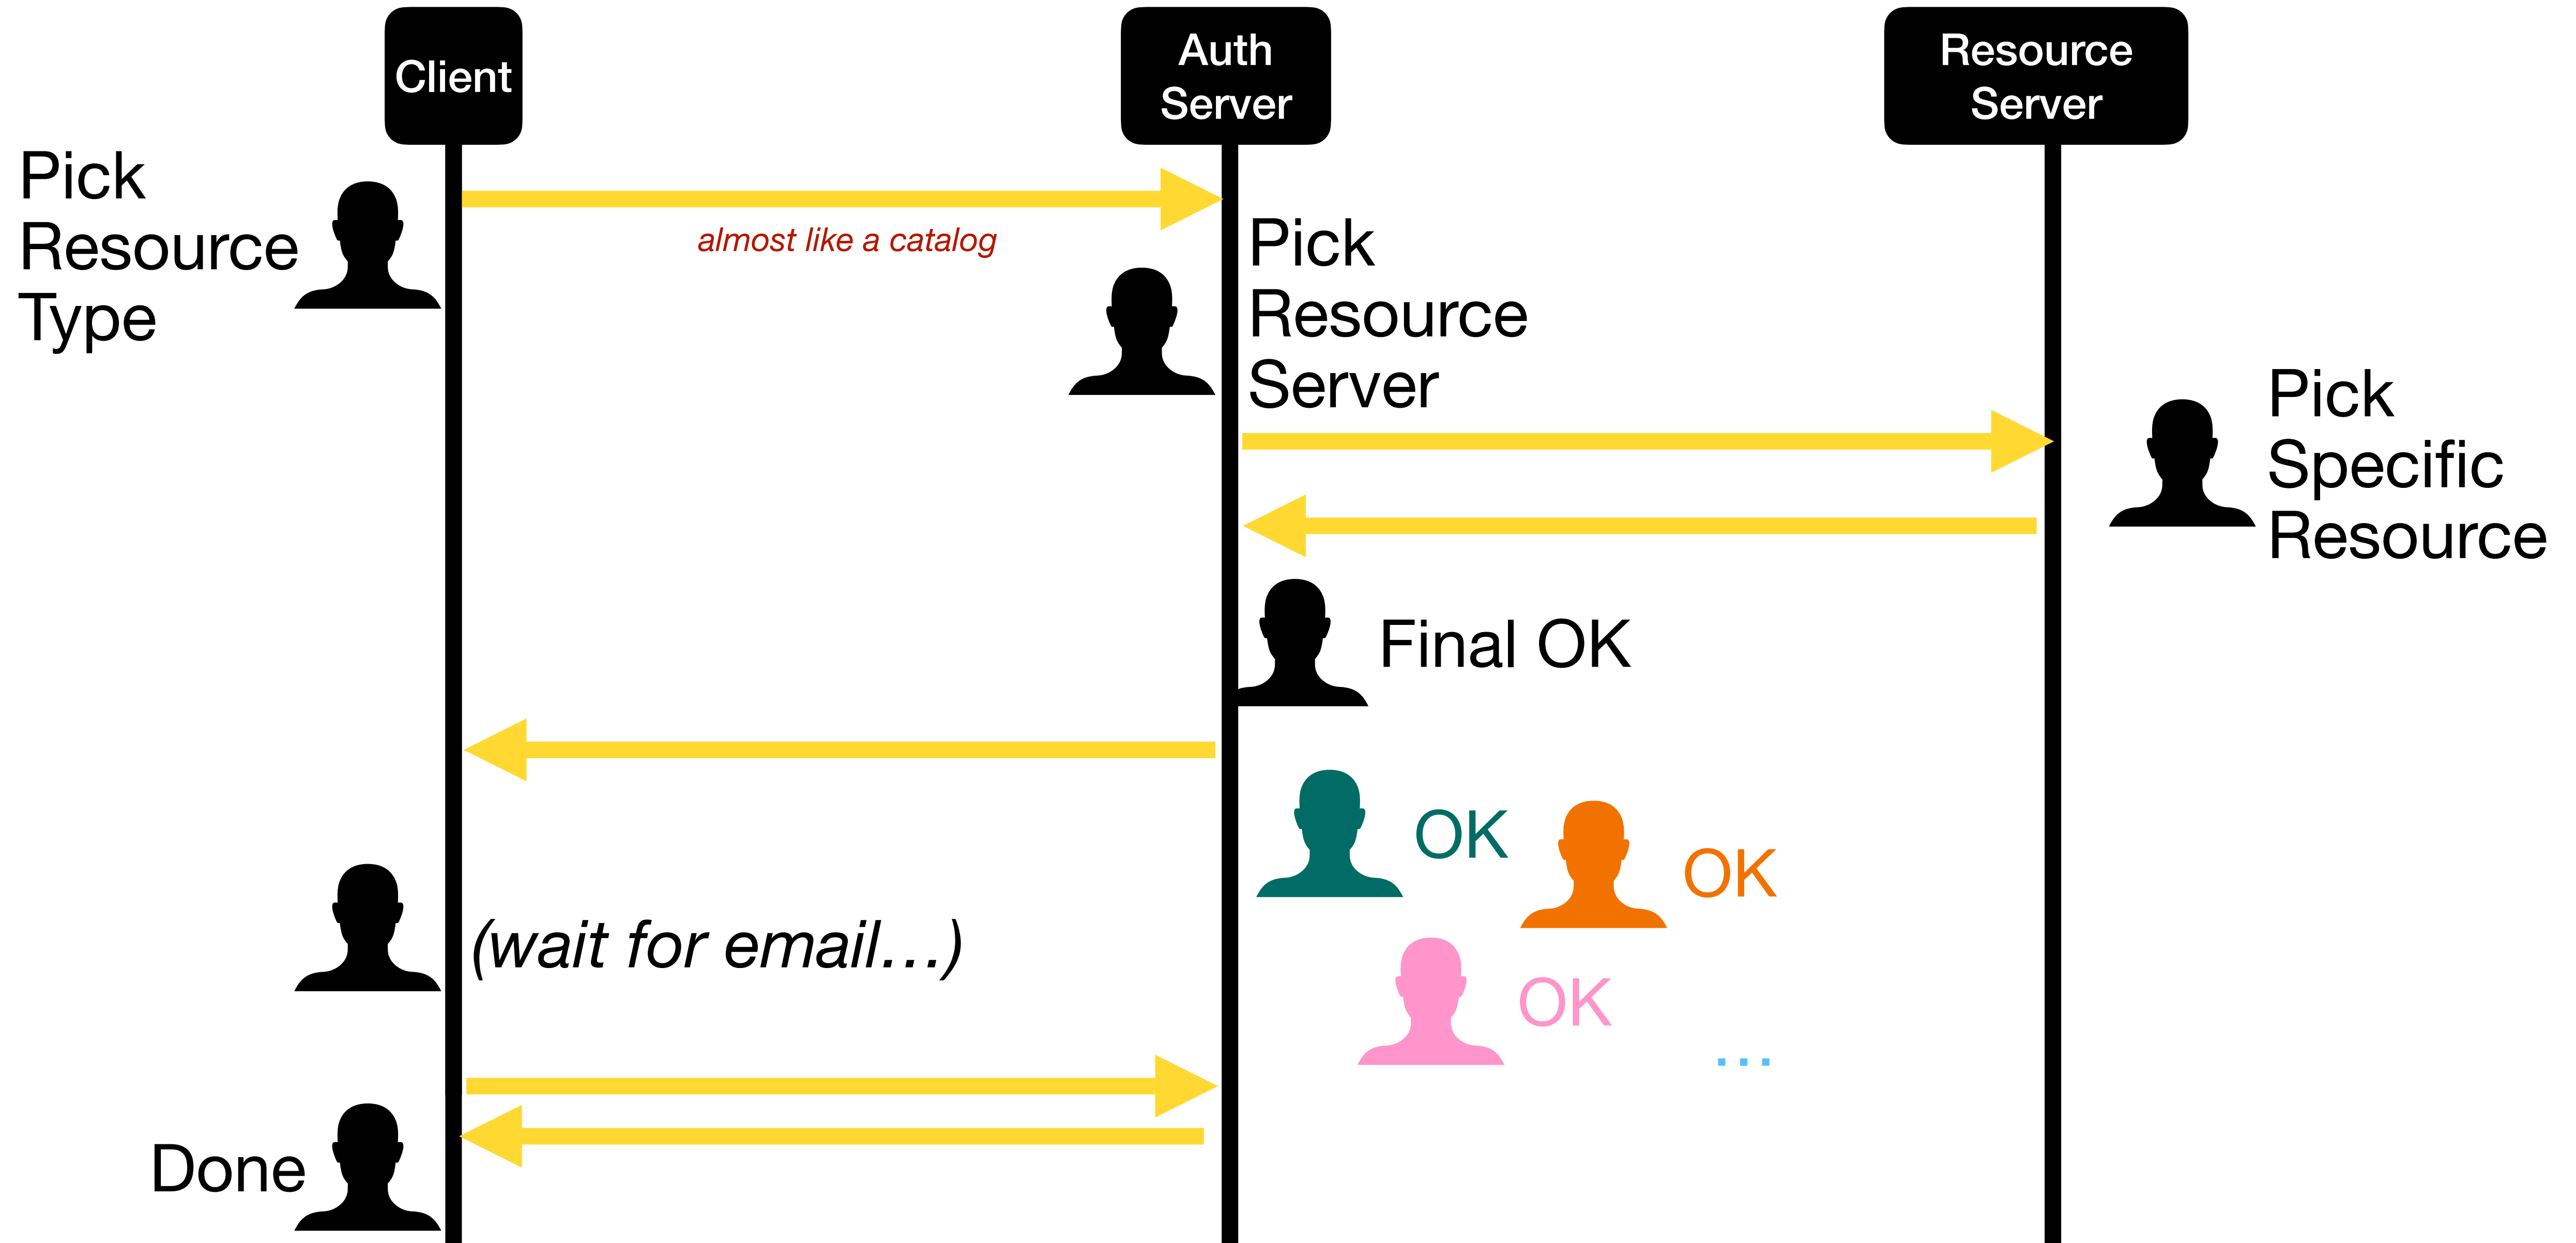 Client
Auth
Server
Resource
Server
Pick
Resource
Type
almost like a catalog
Pick
Resource
Server
Pick
Specific
Resource
Final OK
OK
OK
(wait for email...)
OK
...
Done